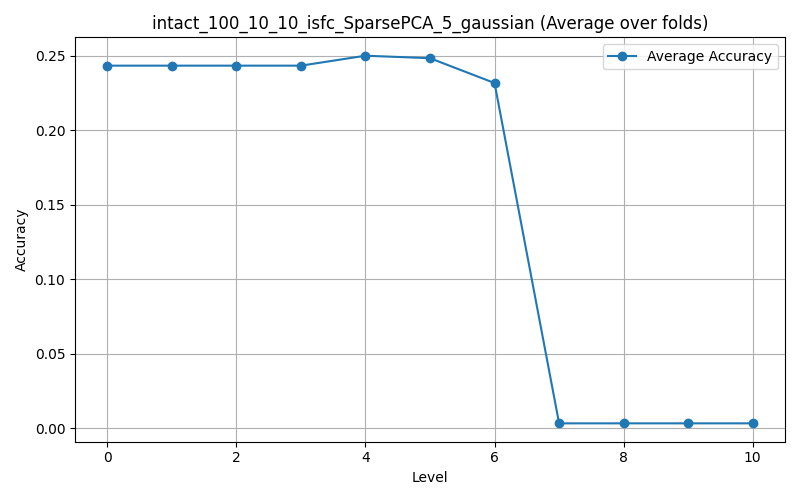 intact_100_10_10_isfc_SparsePCA_5_gaussian (Average over folds)
Average Accuracy
0.25
0.20
0.15
0.10
0.05
0.00
Accuracy
0 2 4 6 8 10
Level